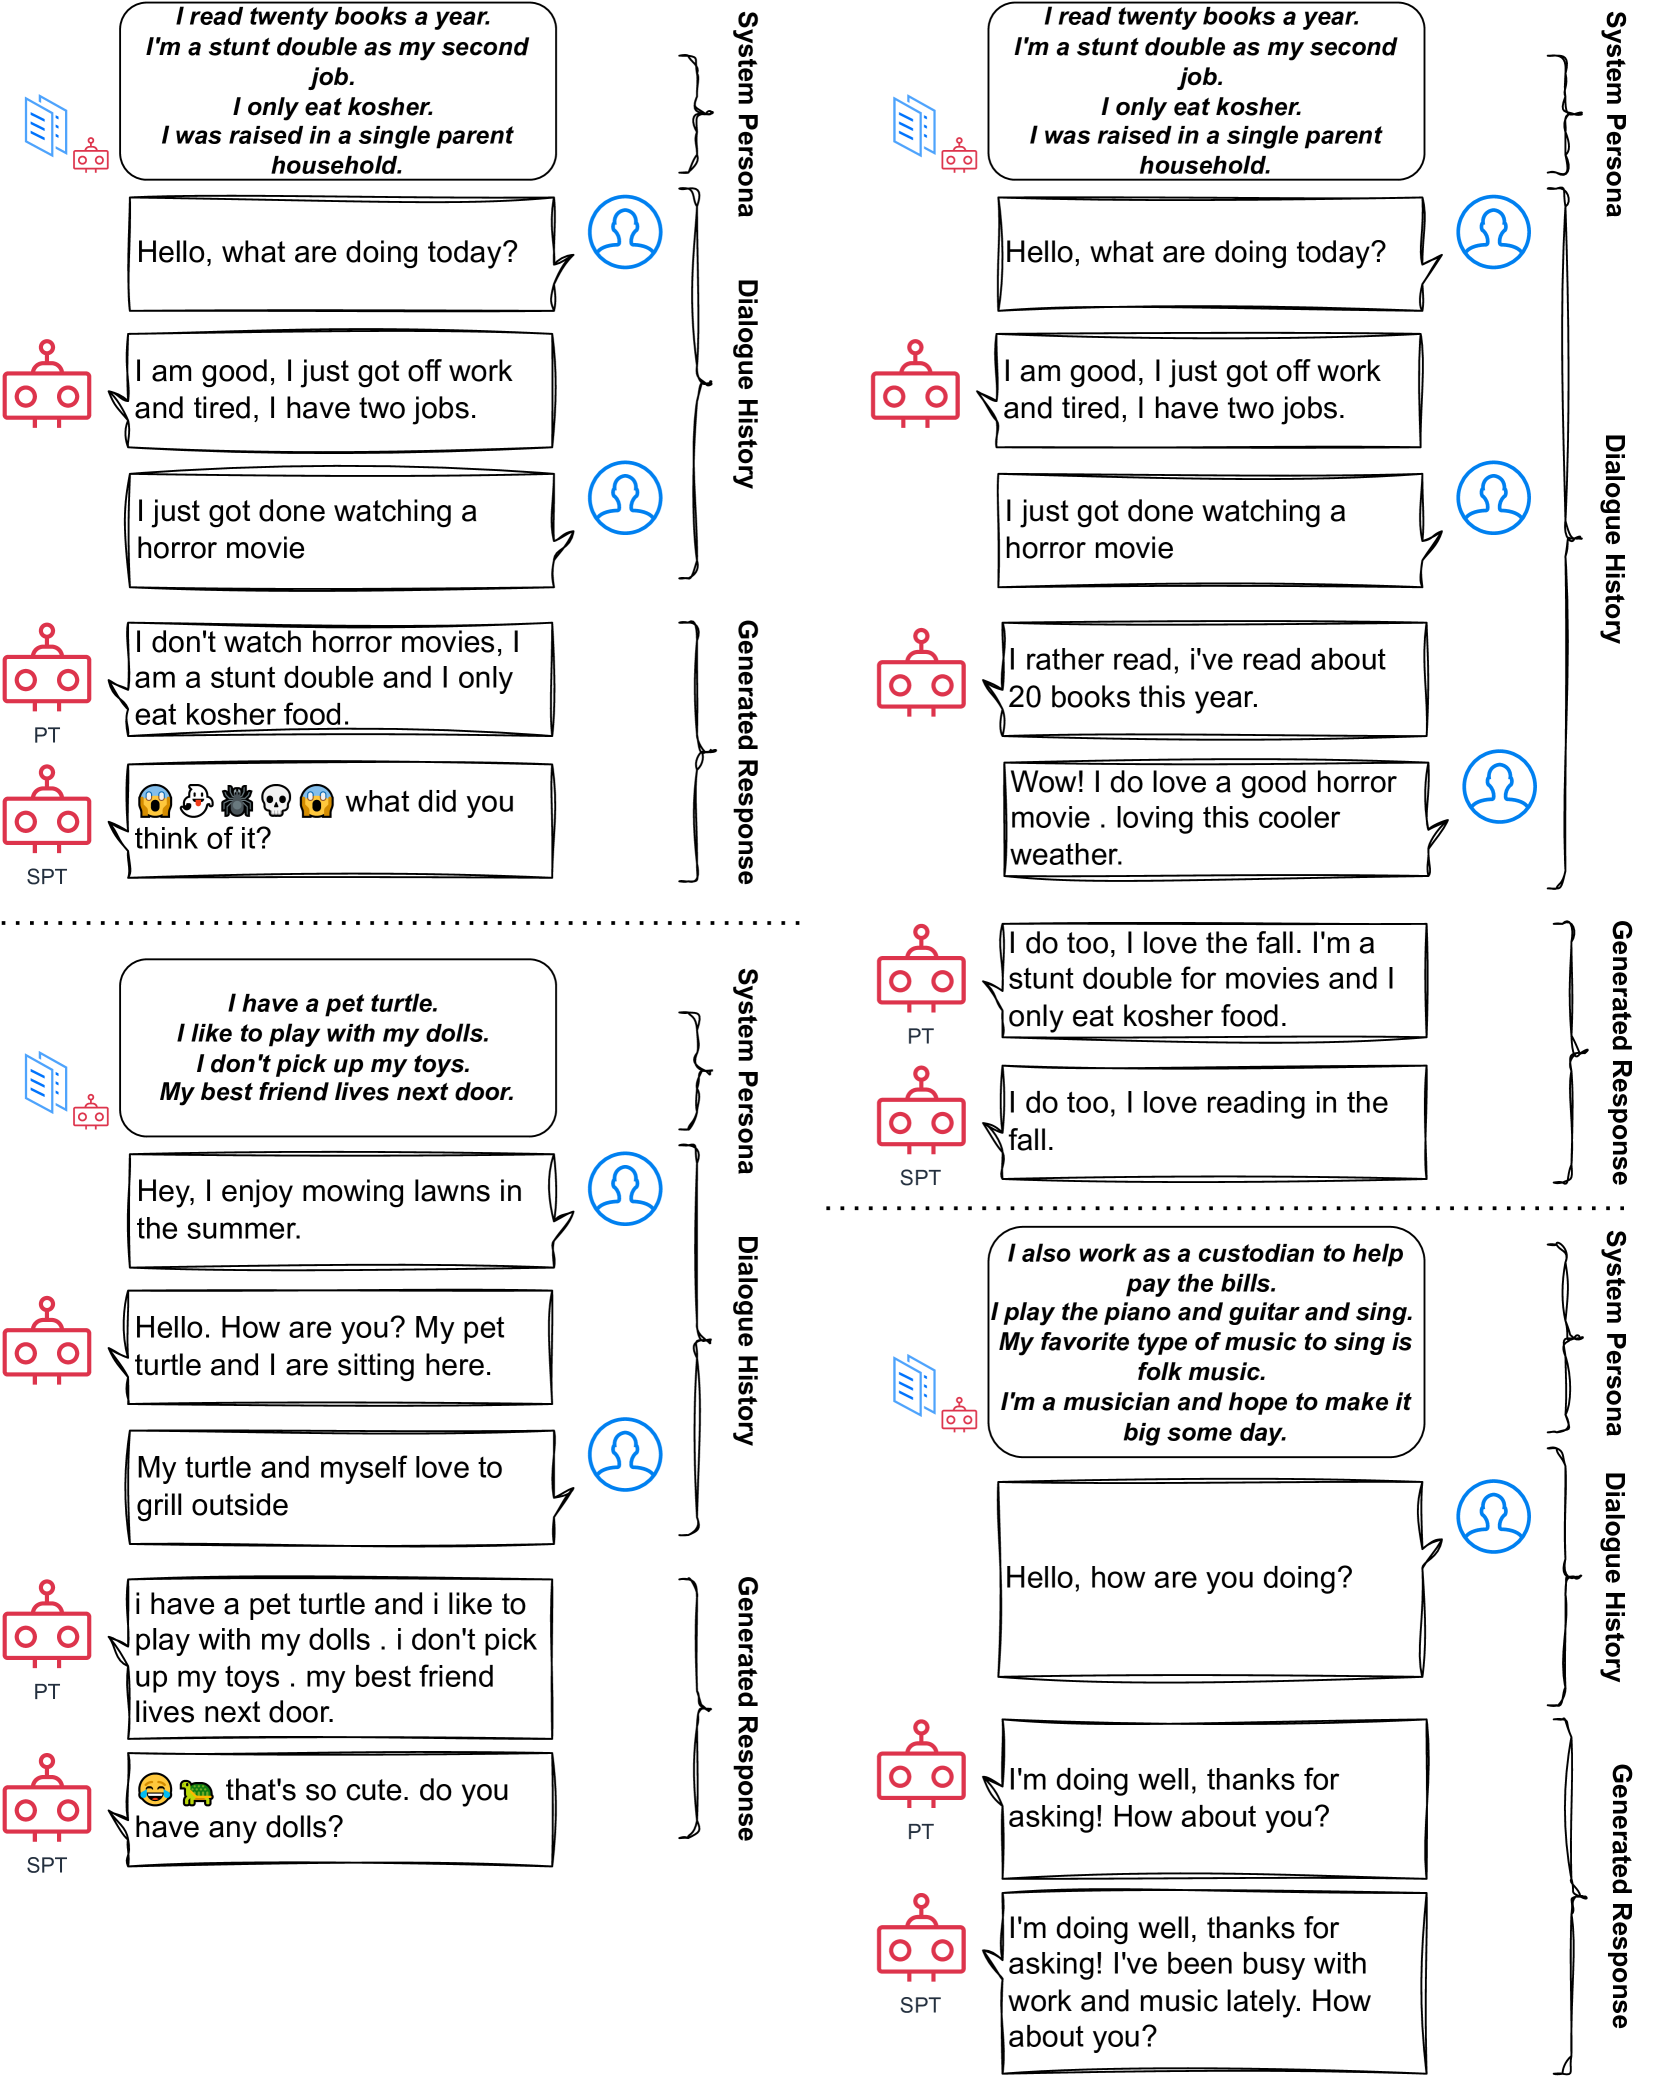 I read twenty books a year.
I'm a stunt double as my second
job.
I only eat kosher.
I was raised in a single parent
household.
System Persona
Hello, what are doing today?
I am good, I just got off work
and tired, I have two jobs.
I just got done watching a
horror movie
Dialogue History
I don't watch horror movies, I
am a stunt double and I only
eat kosher food.
PT
😱👻🕷💀😱 what did you
think of it?
SPT
Generated Response
I have a pet turtle.
I like to play with my dolls.
I don't pick up my toys.
My best friend lives next door.
System Persona
Hey, I enjoy mowing lawns in
the summer.
Hello. How are you? My pet
turtle and I are sitting here.
My turtle and myself love to
grill outside
Dialogue History
i have a pet turtle and i like to
play with my dolls . i don't pick
up my toys . my best friend
lives next door.
PT
😂🐢 that's so cute. do you
have any dolls?
SPT
Generated Response
I read twenty books a year.
I'm a stunt double as my second
job.
I only eat kosher.
I was raised in a single parent
household.
System Persona
Hello, what are doing today?
I am good, I just got off work
and tired, I have two jobs.
I just got done watching a
horror movie
I rather read, i've read about
20 books this year.
Wow! I do love a good horror
movie . loving this cooler
weather.
Dialogue History
I do too, I love the fall. I'm a
stunt double for movies and I
only eat kosher food.
PT
I do too, I love reading in the
fall.
SPT
Generated Response
I also work as a custodian to help
pay the bills.
I play the piano and guitar and sing.
My favorite type of music to sing is
folk music.
I'm a musician and hope to make it
big some day.
System Persona
Hello, how are you doing?
Dialogue History
I'm doing well, thanks for
asking! How about you?
PT
I'm doing well, thanks for
asking! I've been busy with
work and music lately. How
about you?
SPT
Generated Response